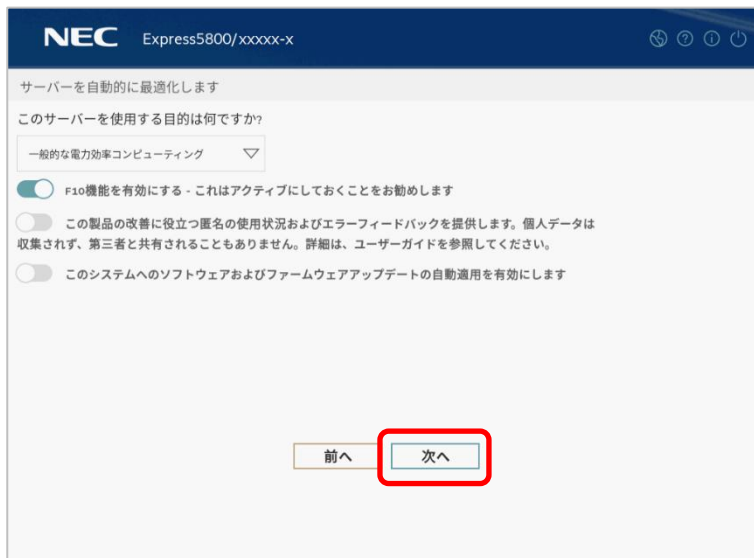 NEC Express5800/xxxxx-x
サーバーを自動的に最適化します
このサーバーを使用する目的は何ですか?
一般的な電力効率コンピューティング
F10機能を有効にする - これはアクティブにしておくことをお勧めします
この製品の改善に役立つ匿名の使用状況およびエラーフィードバックを提供します。個人データは
収集されず、第三者と共有されることもありません。詳細は、ユーザーガイドを参照してください。
このシステムへのソフトウェアおよびファームウェアアップデートの自動適用を有効にします
前へ 次へ